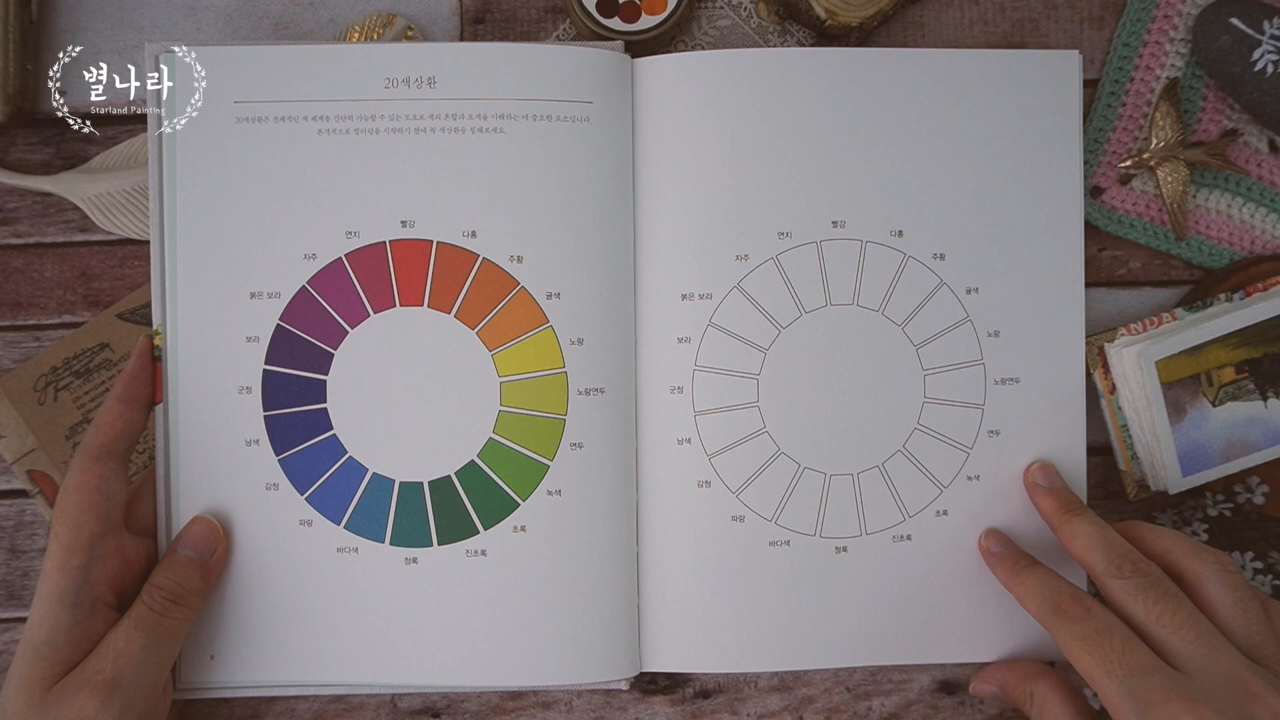 별나라
Starland Painting
20색상환
20색상환은 전체적인 색 체계를 간단히 가늠할 수 있는 도표로 색의 혼합과 보색을 이해하는 데 중요한 요소입니다.
본격적으로 컬러링을 시작하기 전에 꼭 색상환을 칠해보세요.
빨강
다홍
주황
귤색
노랑
노랑연두
연두
녹색
초록
진초록
청록
바다색
파랑
감청
남색
군청
보라
붉은 보라
자주
연지
빨강
다홍
주황
귤색
노랑
노랑연두
연두
녹색
초록
진초록
청록
바다색
파랑
감청
남색
군청
보라
붉은 보라
자주
연지
ANDA